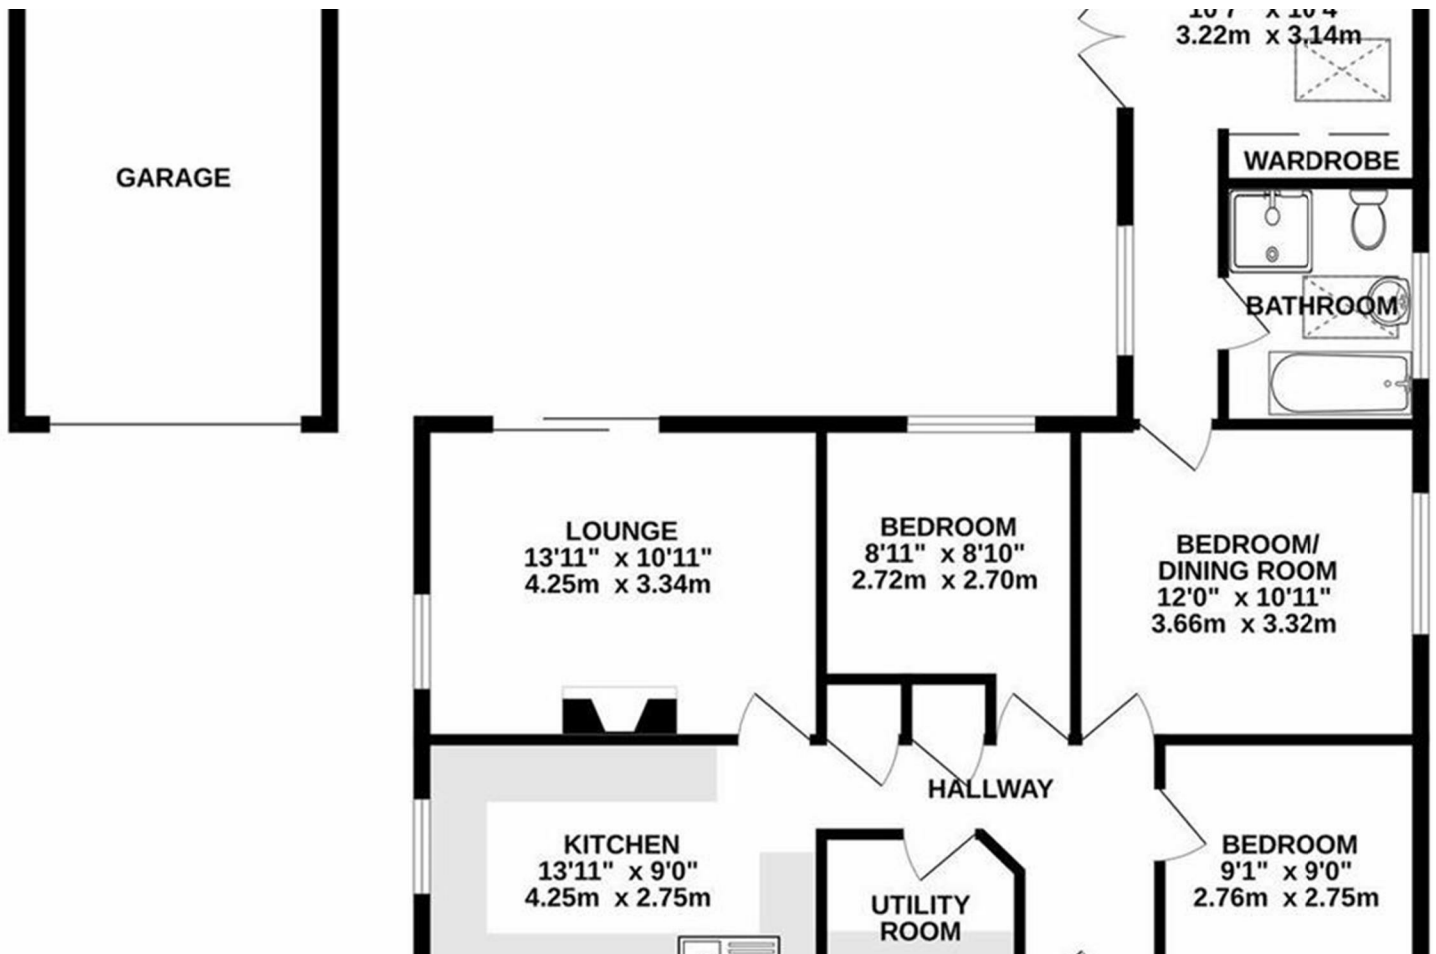 3.22m x 3.14m
WARDROBE
GARAGE
BATHROOM
LOUNGE
13'11" x 10'11"
4.25m x 3.34m
BEDROOM
8'11" x 8'10"
2.72m x 2.70m
BEDROOM/
DINING ROOM
12'0" x 10'11"
3.66m x 3.32m
HALLWAY
KITCHEN
13'11" x 9'0"
4.25m x 2.75m
UTILITY
ROOM
BEDROOM
9'1" x 9'0"
2.76m x 2.75m